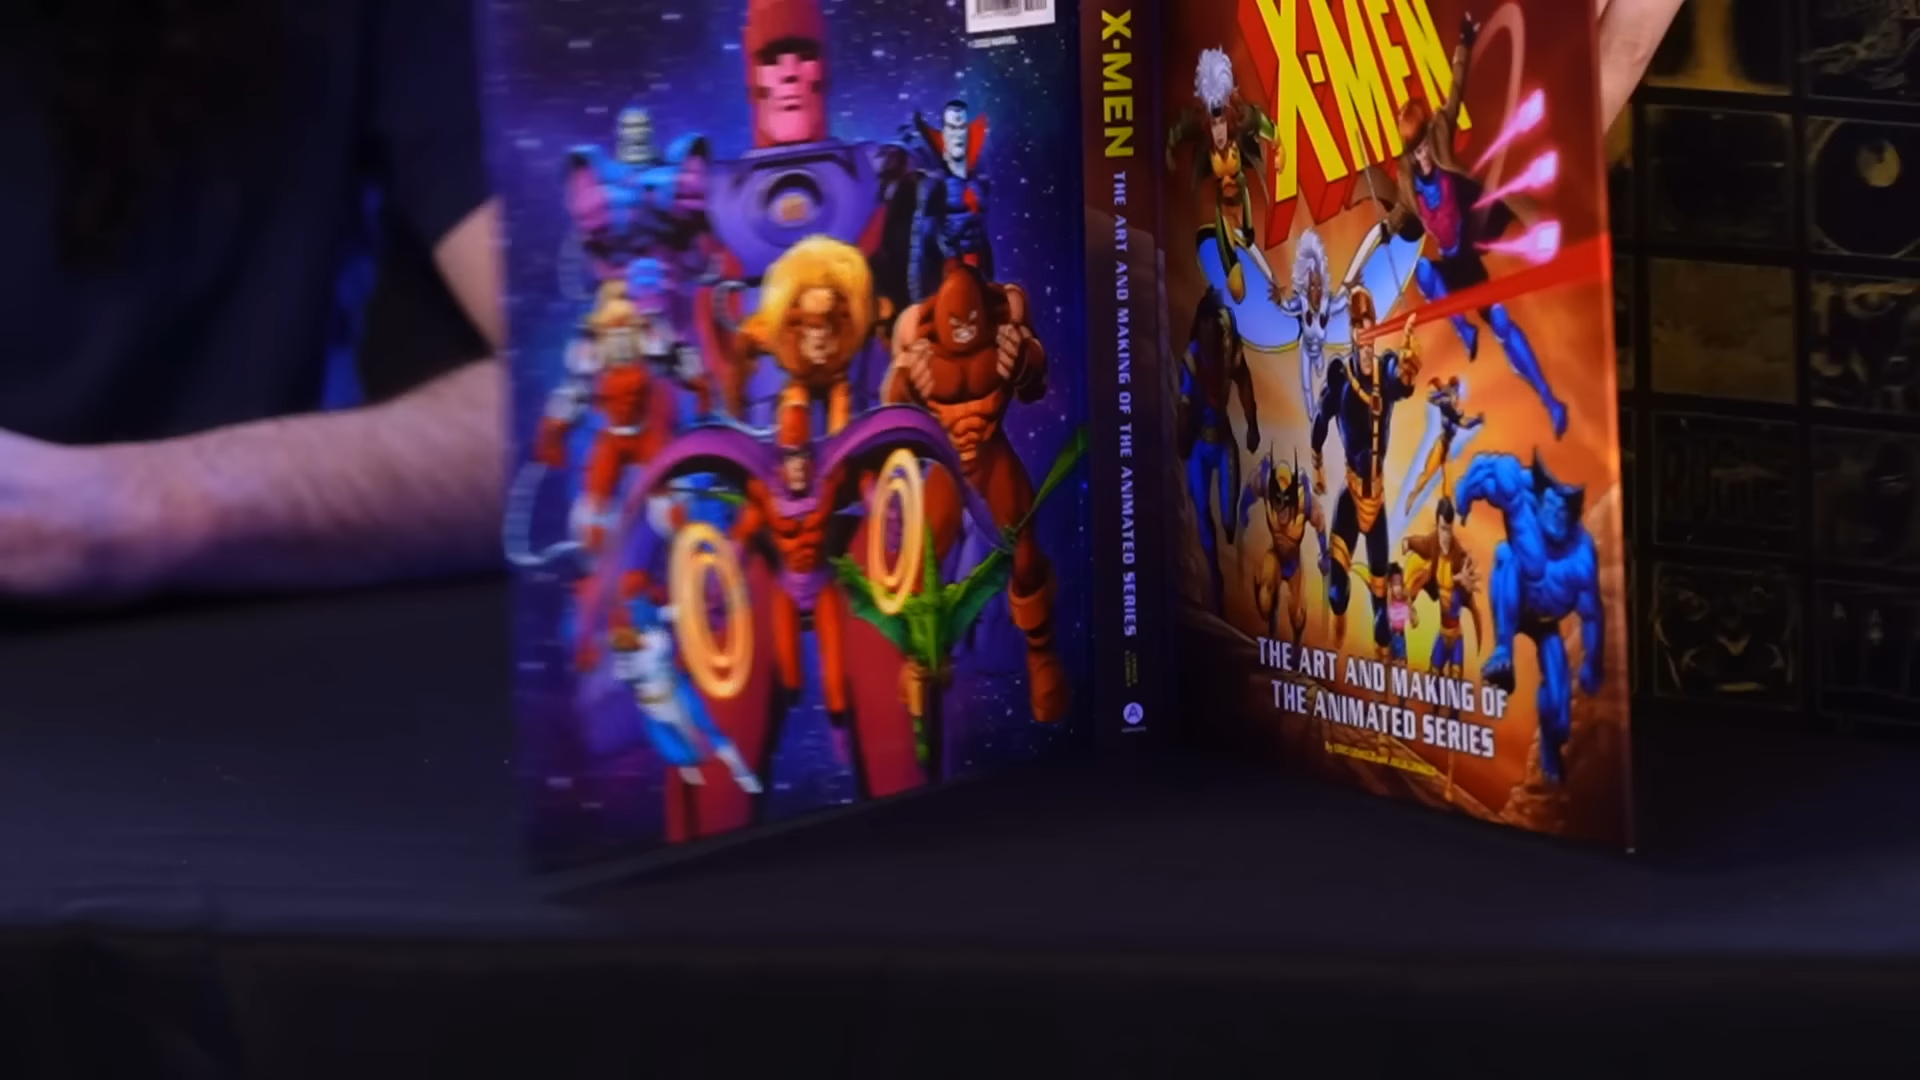 X-MEN THE ART AND MAKING OF THE ANIMATED SERIES
X-MEN
THE ART AND MAKING OF
THE ANIMATED SERIES